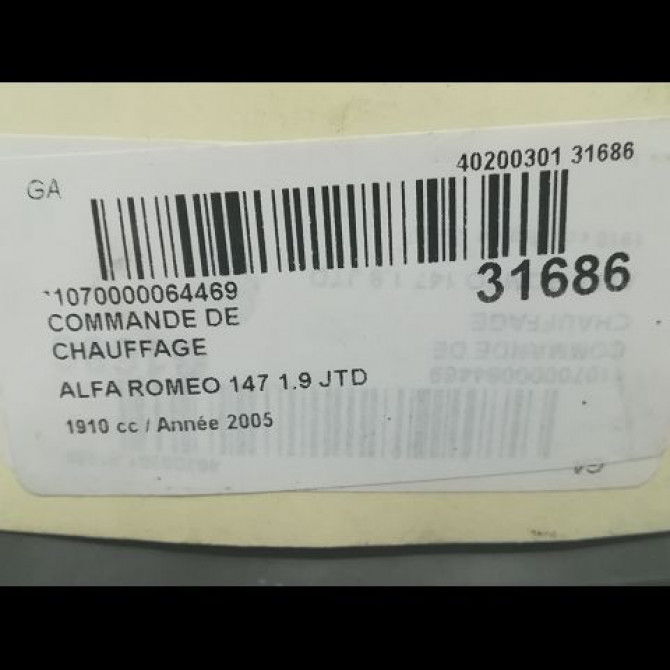 40200301 31686
GA
*1070000064469
31686
COMMANDE DE
CHAUFFAGE
ALFA ROMEO 147 1.9 JTD
1910 cc / Année 2005